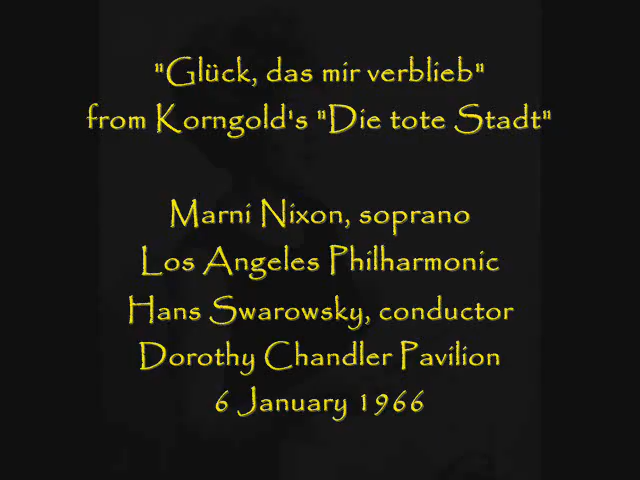 "Glück, das mir verblieb"
from Korngold's "Die tote Stadt"
Marni Nixon, soprano
Los Angeles Philharmonic
Hans Swarowsky, conductor
Dorothy Chandler Pavilion
6 January 1966